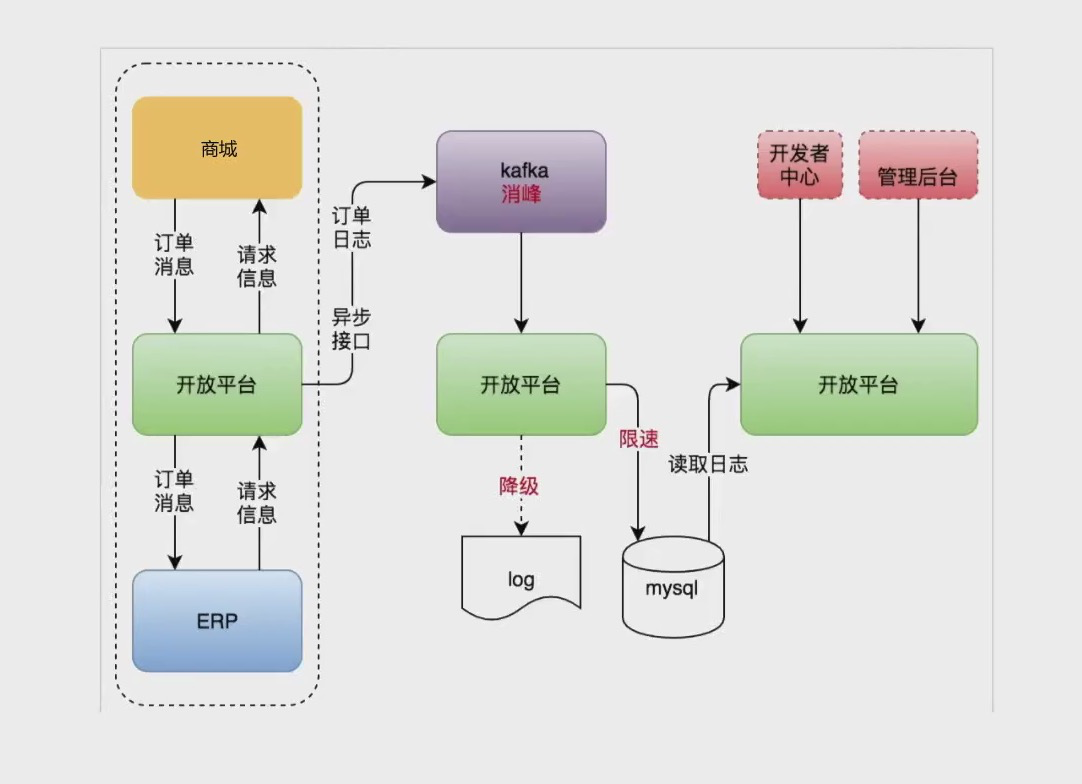 商城
订单
消息
请求
信息
开放平台
订单
消息
请求
信息
ERP
订单
日志
异步
接口
kafka
消峰
开放平台
降级
log
限速
mysql
读取日志
开发者
中心
管理后台
开放平台